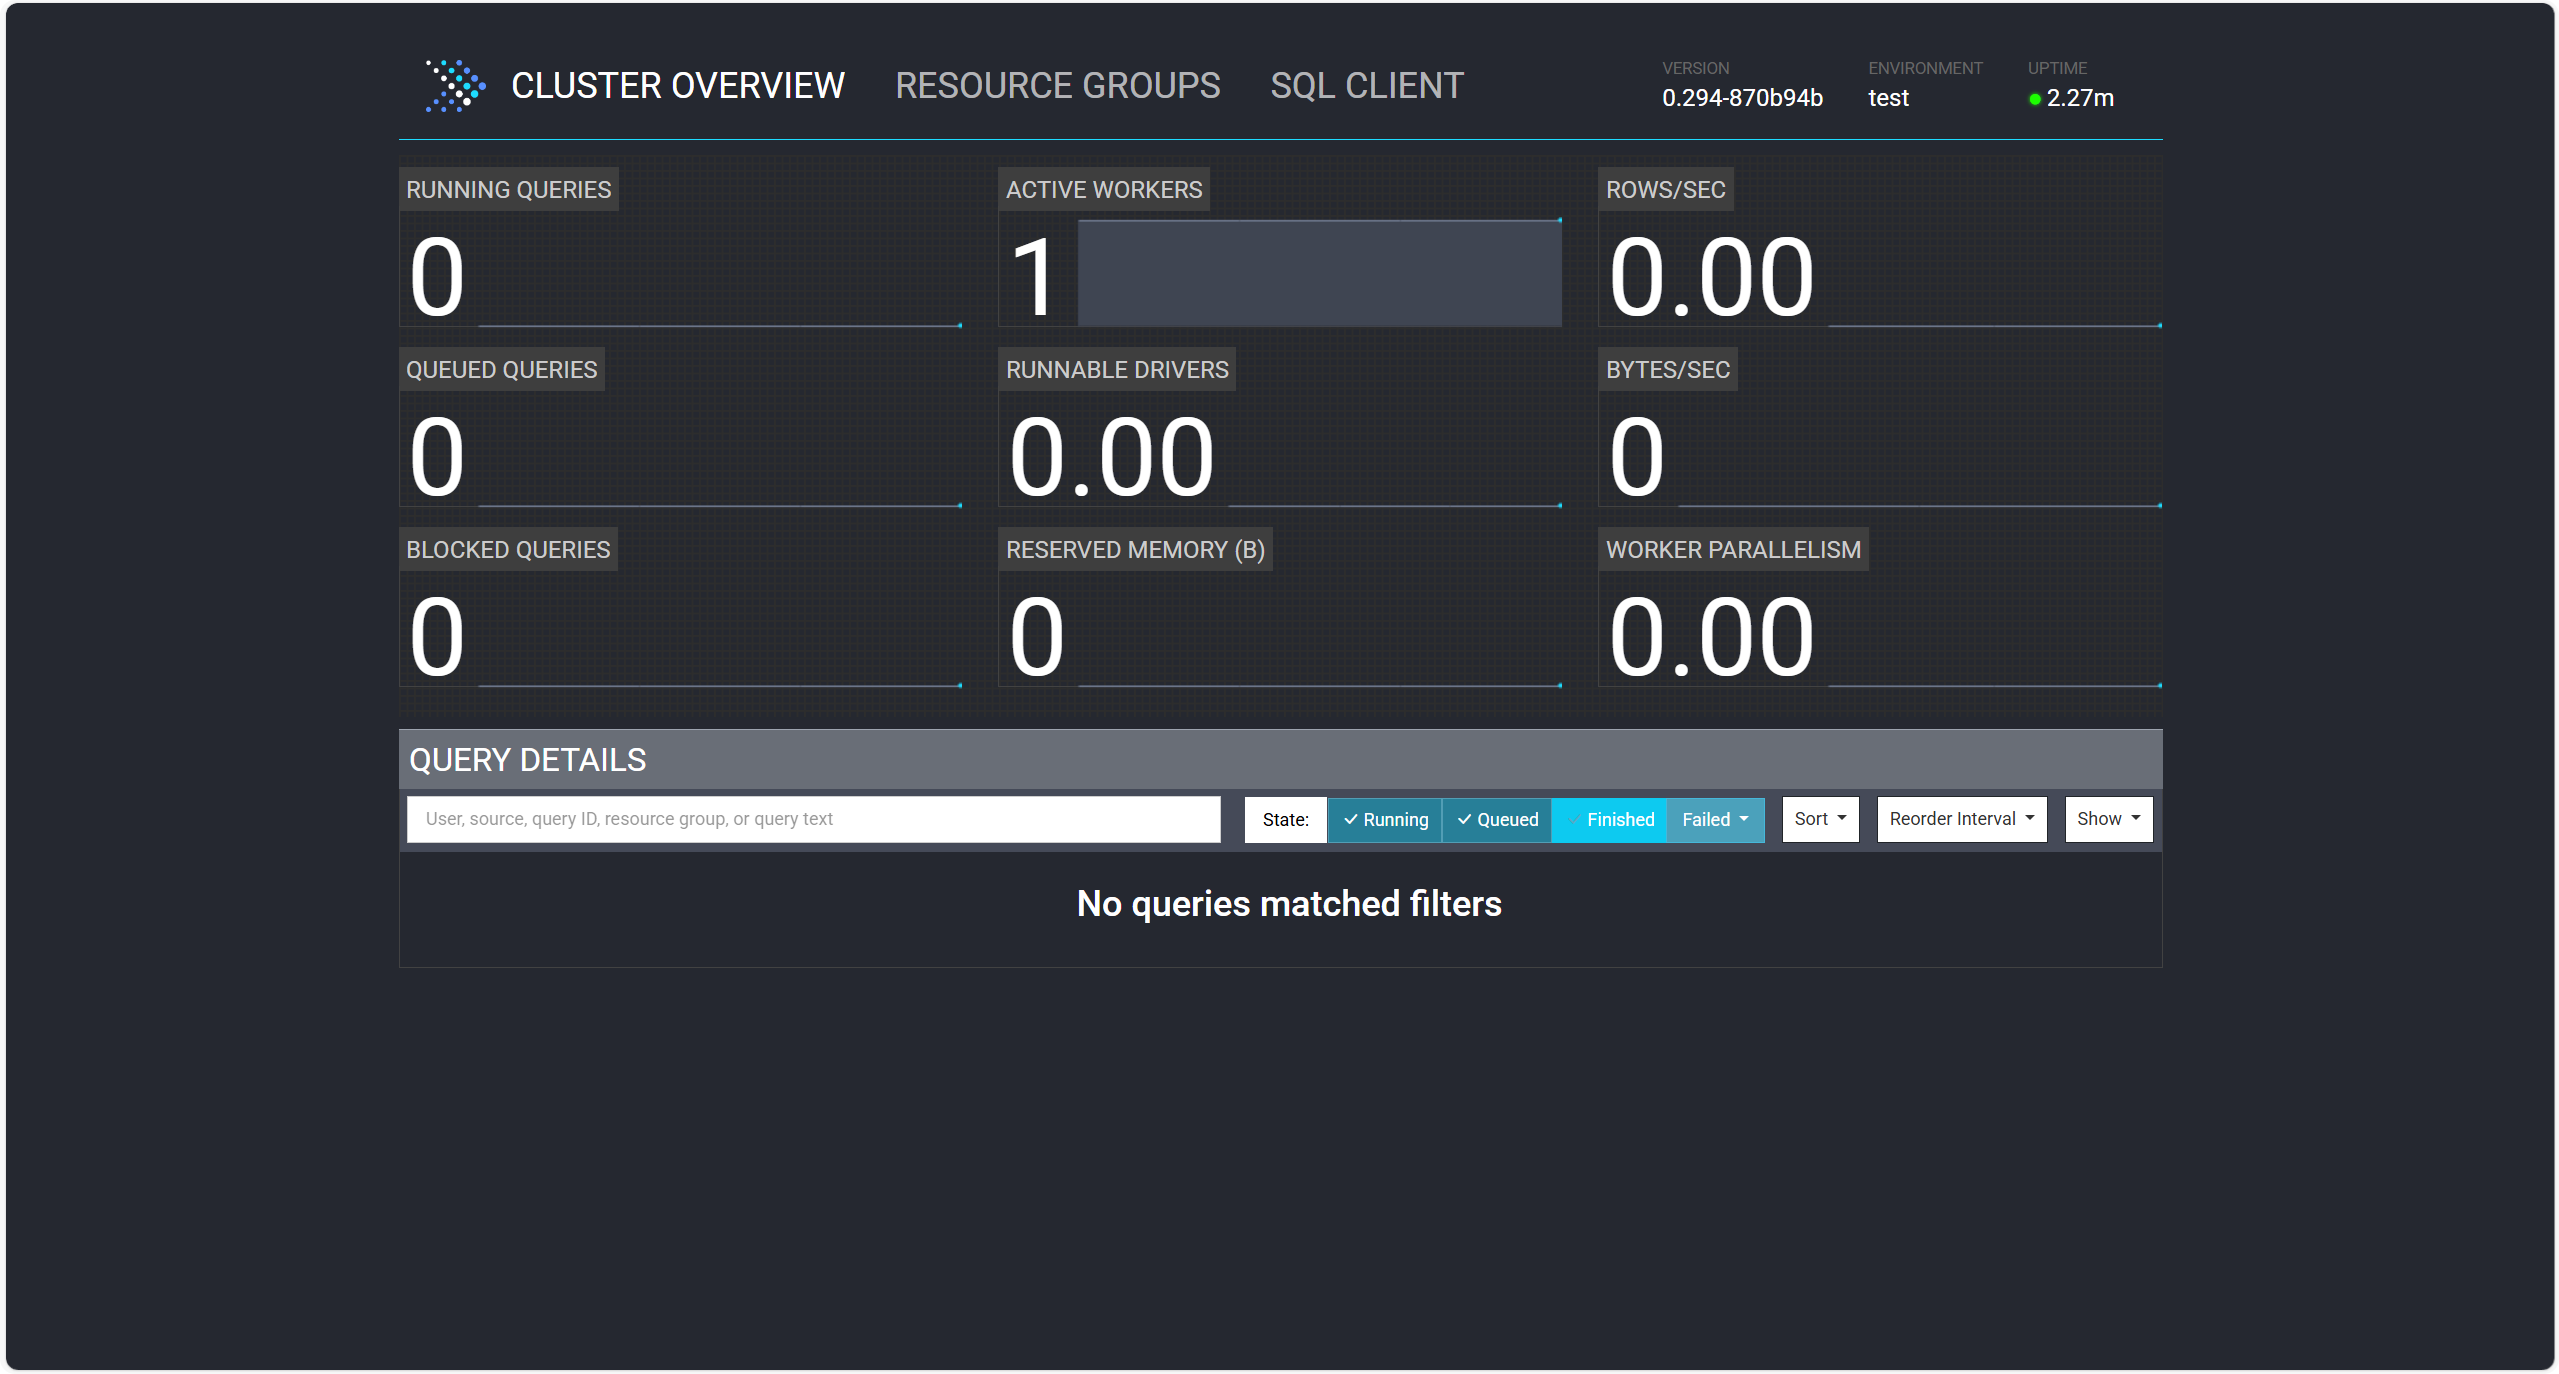 CLUSTER OVERVIEW RESOURCE GROUPS SQL CLIENT
VERSION ENVIRONMENT UPTIME
0.294-870b94b test 2.27m
RUNNING QUERIES ACTIVE WORKERS ROWS/SEC
0 1 0.00
QUEUED QUERIES RUNNABLE DRIVERS BYTES/SEC
0 0.00 0
BLOCKED QUERIES RESERVED MEMORY (B) WORKER PARALLELISM
0 0 0.00
QUERY DETAILS
User, source, query ID, resource group, or query text State: Running Queued Finished Failed Sort Reorder Interval Show
No queries matched filters